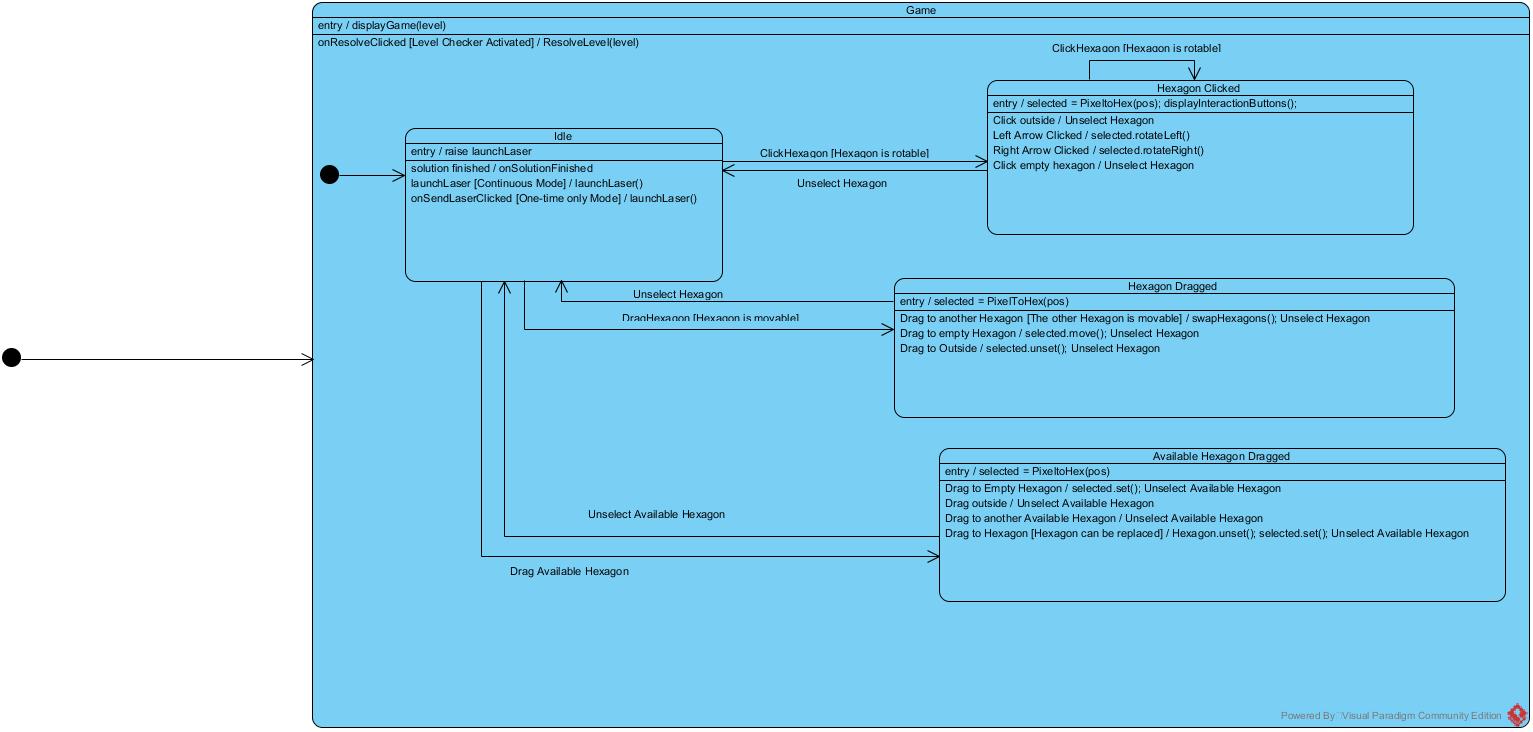 Game
entry / displayGame(level)
onResolveClicked [Level Checker Activated] / ResolveLevel(level)
ClickHexagon [Hexagon is rotable]
Hexagon Clicked
entry / selected = PixeltoHex(pos); displayInteractionButtons();
Click outside / Unselect Hexagon
Left Arrow Clicked / selected.rotateLeft()
Right Arrow Clicked / selected.rotateRight()
Click empty hexagon / Unselect Hexagon
Idle
entry / raise launchLaser
solution finished / onSolutionFinished
launchLaser [Continuous Mode] / launchLaser()
onSendLaserClicked [One-time only Mode] / launchLaser()
ClickHexagon [Hexagon is rotable]
Unselect Hexagon
Unselect Hexagon
DragHexagon [Hexagon is movable]
Hexagon Dragged
entry / selected = PixelToHex(pos)
Drag to another Hexagon [The other Hexagon is movable] / swapHexagons(); Unselect Hexagon
Drag to empty Hexagon / selected.move(); Unselect Hexagon
Drag to Outside / selected.unset(); Unselect Hexagon
Available Hexagon Dragged
entry / selected = PixeltoHex(pos)
Drag to Empty Hexagon / selected.set(); Unselect Available Hexagon
Drag outside / Unselect Available Hexagon
Drag to another Available Hexagon / Unselect Available Hexagon
Drag to Hexagon [Hexagon can be replaced] / Hexagon.unset(); selected.set(); Unselect Available Hexagon
Unselect Available Hexagon
Drag Available Hexagon
Powered By Visual Paradigm Community Edition